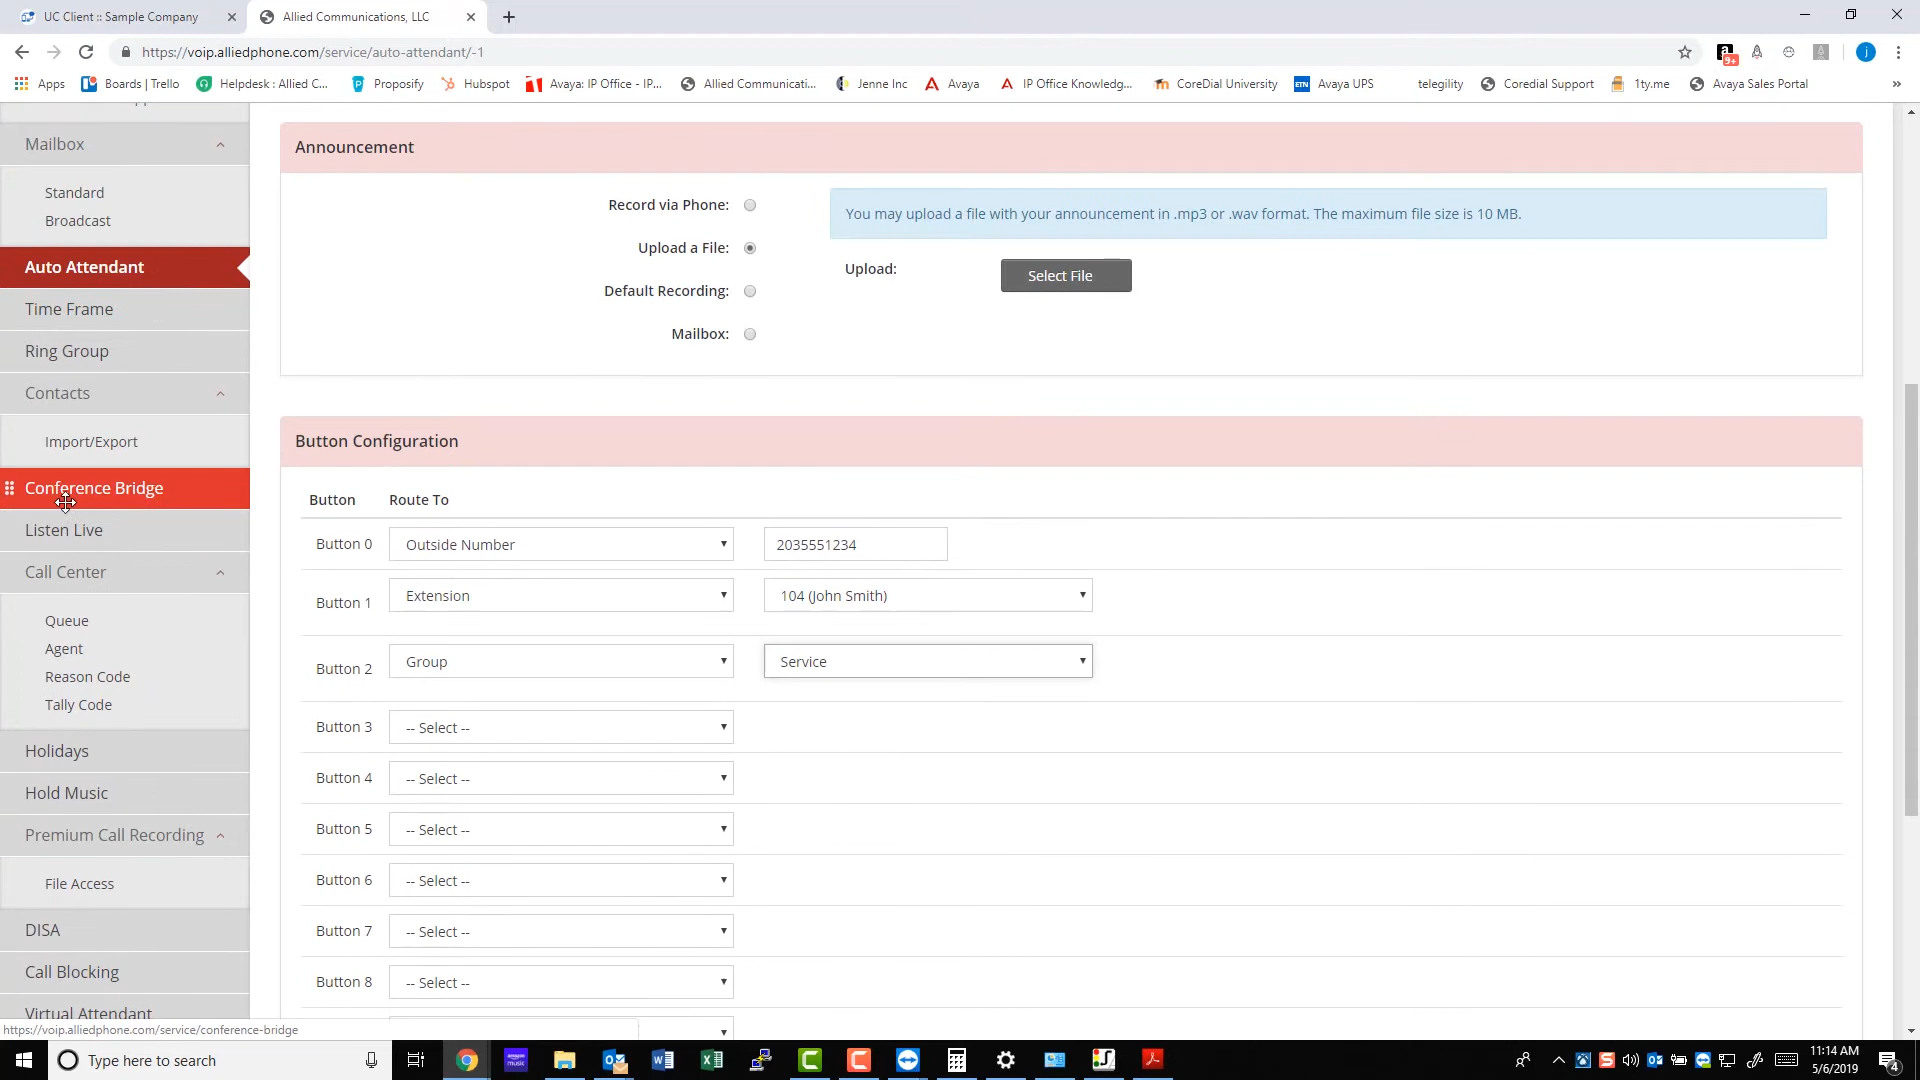 UC Client :: Sample Company
Allied Communications, LLC
https://voip.alliedphone.com/service/auto-attendant/-1
Apps
Boards | Trello
Helpdesk : Allied C...
Proposify
Hubspot
Avaya: IP Office - IP...
Allied Communicati...
Jenne Inc
Avaya
IP Office Knowledg...
CoreDial University
Avaya UPS
telegility
Coredial Support
1ty.me
Avaya Sales Portal
Mailbox
Standard
Broadcast
Auto Attendant
Time Frame
Ring Group
Contacts
Import/Export
Conference Bridge
Listen Live
Call Center
Queue
Agent
Reason Code
Tally Code
Holidays
Hold Music
Premium Call Recording
File Access
DISA
Call Blocking
Virtual Attendant
https://voip.alliedphone.com/service/conference-bridge
Announcement
Record via Phone:
Upload a File:
Default Recording:
Mailbox:
You may upload a file with your announcement in .mp3 or .wav format. The maximum file size is 10 MB.
Upload: Select File
Button Configuration
Button Route To
Button 0 Outside Number 2035551234
Button 1 Extension 104 (John Smith)
Button 2 Group Service
Button 3 -- Select --
Button 4 -- Select --
Button 5 -- Select --
Button 6 -- Select --
Button 7 -- Select --
Button 8 -- Select --
Type here to search
11:14 AM
5/6/2019
4